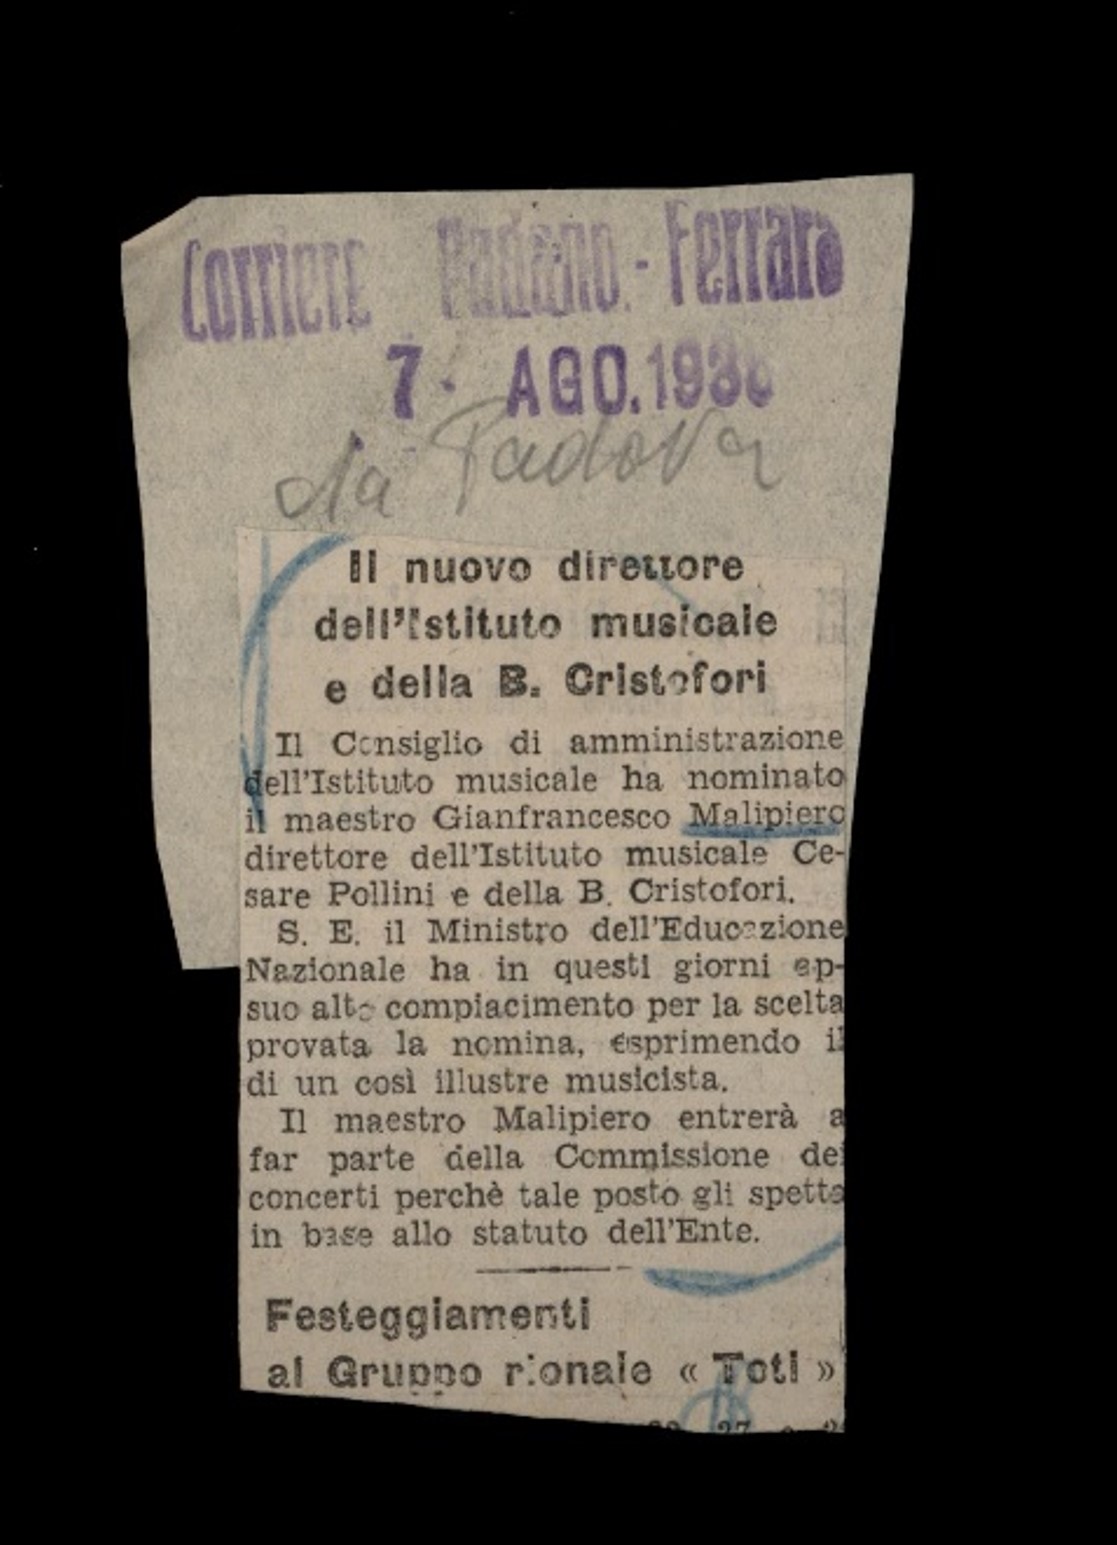 Corriere Padano - Ferrara
7 - AGO. 1938
da Padova
Il nuovo direttore
dell'Istituto musicale
e della B. Cristofori
Il Consiglio di amministrazione
dell'Istituto musicale ha nominato
il maestro Gianfrancesco Malipiero
direttore dell'Istituto musicale Ce-
sare Pollini e della B. Cristofori.
S. E. il Ministro dell'Educazione
Nazionale ha in questi giorni ap-
suo alto compiacimento per la scelta
provata la nomina, esprimendo il
di un così illustre musicista.
Il maestro Malipiero entrerà a
far parte della Commissione dei
concerti perchè tale posto gli spetta
in base allo statuto dell'Ente.
Festeggiamenti
al Gruppo rionale « Toti »